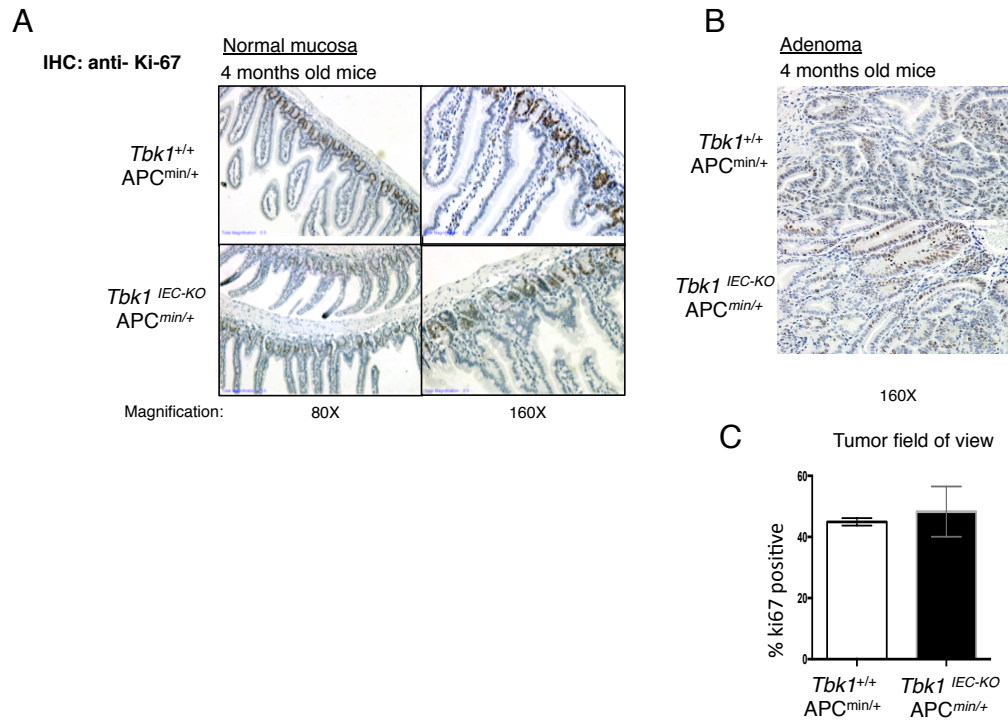 A
IHC: anti- Ki-67
Normal mucosa
4 months old mice
Tbk1+/+
APCmin/+
Tbk1 IEC-KO
APCmin/+
Magnification:
80X
160X
B
Adenoma
4 months old mice
Tbk1+/+
APCmin/+
Tbk1 IEC-KO
APCmin/+
160X
C
Tumor field of view
% ki67 positive
60
40
20
0
Tbk1+/+
APCmin/+
Tbk1 IEC-KO
APCmin/+